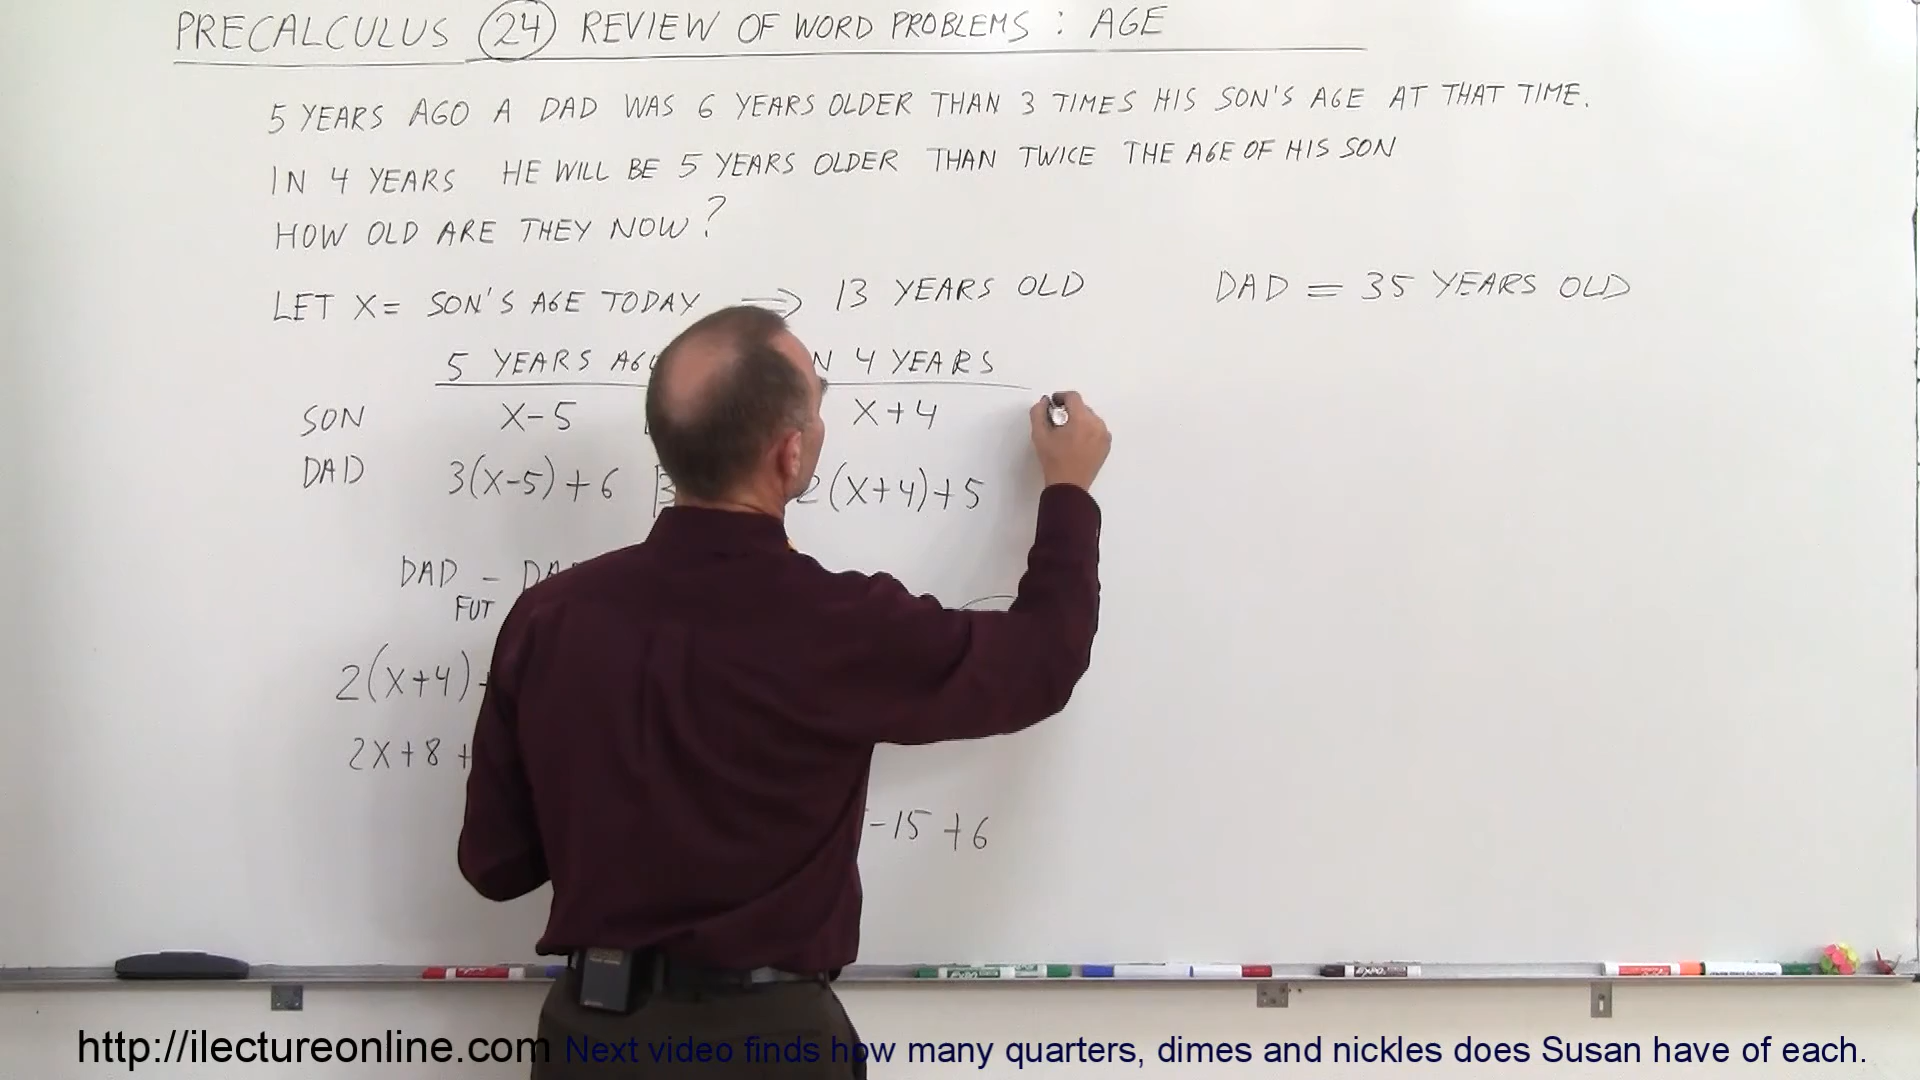 PRECALCULUS 24 REVIEW OF WORD PROBLEMS : AGE
5 YEARS AGO A DAD WAS 6 YEARS OLDER THAN 3 TIMES HIS SON'S AGE AT THAT TIME.
IN 4 YEARS HE WILL BE 5 YEARS OLDER THAN TWICE THE AGE OF HIS SON
HOW OLD ARE THEY NOW?
LET X = SON'S AGE TODAY ⇒ 13 YEARS OLD DAD = 35 YEARS OLD
5 YEARS 4 YEARS
SON X-5 X+4
DAD 3(X-5)+6 2(X+4)+5
DAD -
FUT
2(X+4)
2X+8 +
-15 +6
http://ilectureonline.com Next video finds how many quarters, dimes and nickles does Susan have of each.